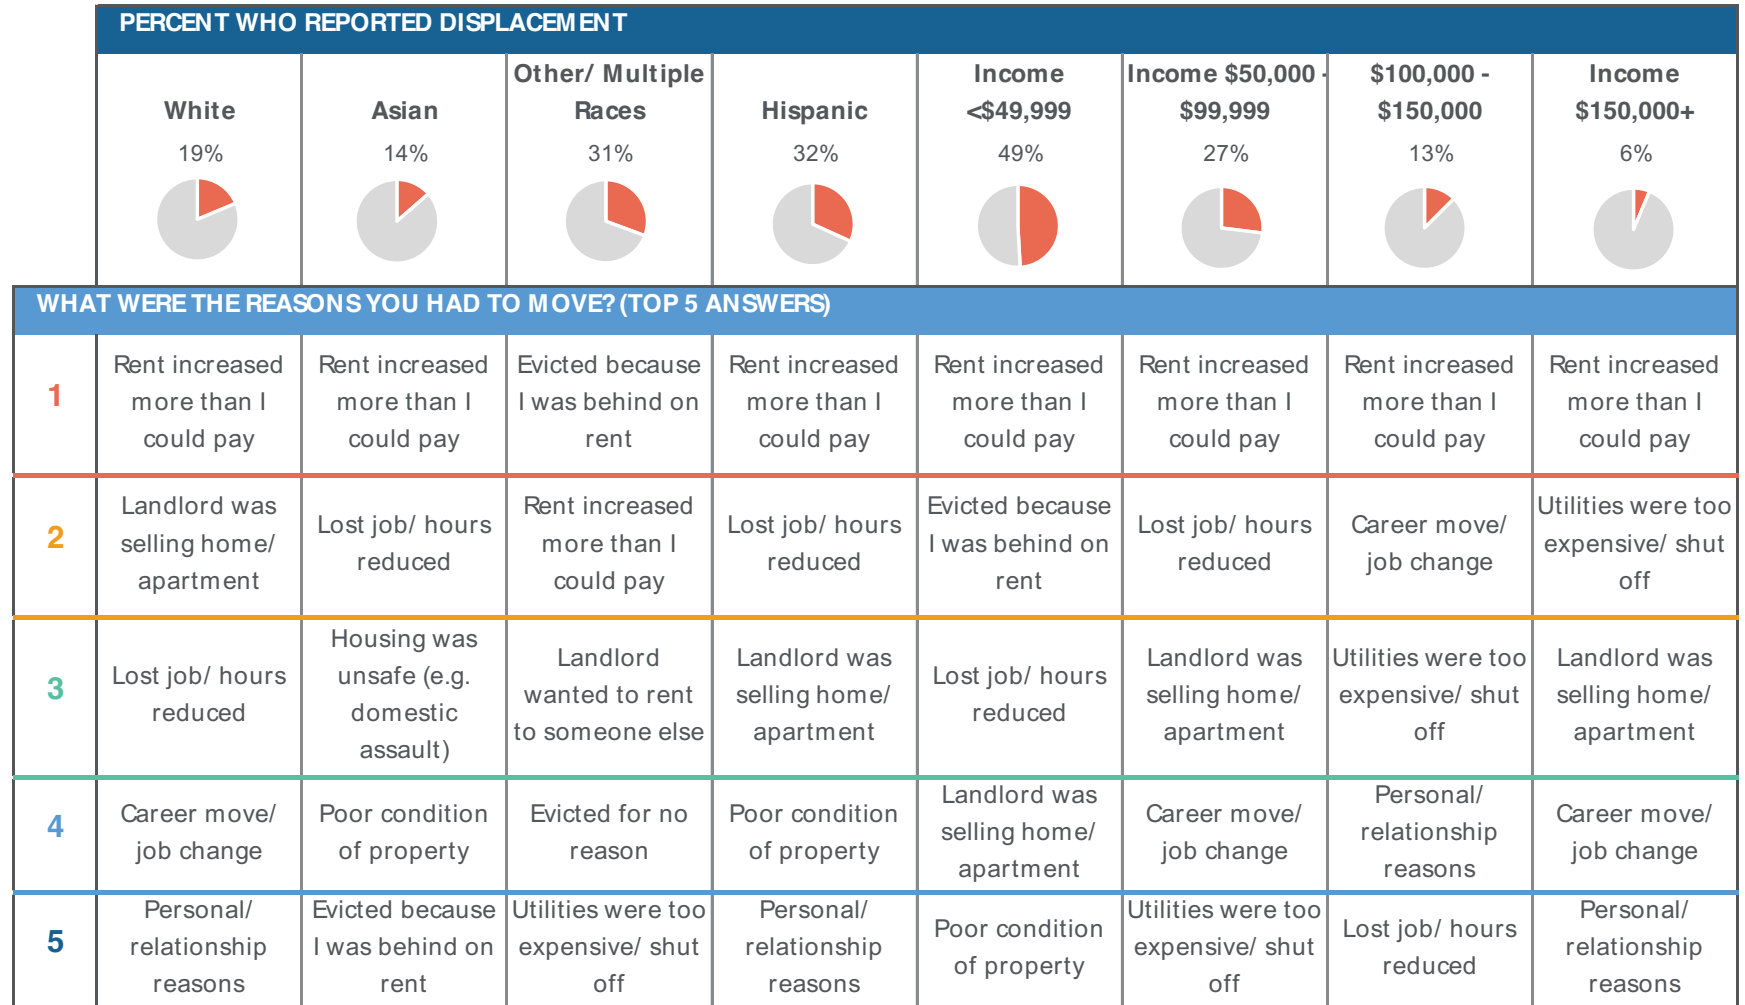 PERCENT WHO REPORTED DISPLACEMENT
White
Asian
Other/ Multiple
Races
Hispanic
Income
<$49,999
Income $50,000 -
$99,999
$100,000 -
$150,000
Income
$150,000+
19%
14%
31%
32%
49%
27%
13%
6%
WHAT WERE THE REASONS YOU HAD TO MOVE? (TOP 5 ANSWERS)
1
Rent increased
more than I
could pay
Rent increased
more than I
could pay
Evicted because
I was behind on
rent
Rent increased
more than I
could pay
Rent increased
more than I
could pay
Rent increased
more than I
could pay
Rent increased
more than I
could pay
Rent increased
more than I
could pay
2
Landlord was
selling home/
apartment
Lost job/ hours
reduced
Rent increased
more than I
could pay
Lost job/ hours
reduced
Evicted because
I was behind on
rent
Lost job/ hours
reduced
Career move/
job change
Utilities were too
expensive/ shut
off
3
Lost job/ hours
reduced
Housing was
unsafe (e.g.
domestic
assault)
Landlord
wanted to rent
to someone else
Landlord was
selling home/
apartment
Lost job/ hours
reduced
Landlord was
selling home/
apartment
Utilities were too
expensive/ shut
off
Landlord was
selling home/
apartment
4
Career move/
job change
Poor condition
of property
Evicted for no
reason
Poor condition
of property
Landlord was
selling home/
apartment
Career move/
job change
Personal/
relationship
reasons
Career move/
job change
5
Personal/
relationship
reasons
Evicted because
I was behind on
rent
Utilities were too
expensive/ shut
off
Personal/
relationship
reasons
Poor condition
of property
Utilities were too
expensive/ shut
off
Lost job/ hours
reduced
Personal/
relationship
reasons